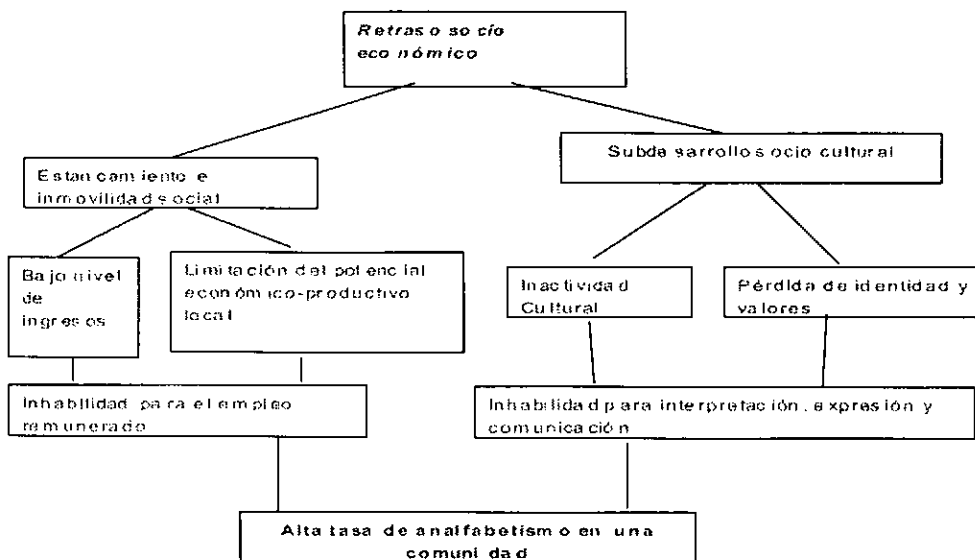 Retraso socío
económico
Subdesarrollo socio cultural
Estancamiento e
inmovilidad social
Bajo nivel
de
ingresos
Limitación del potencial
económico-productivo
local
Inactividad
Cultural
Pérdida de identidad y
valores
Inhabilidad para el empleo
remunerado
Inhabilidad para interpretación, expresión y
comunicación
Alta tasa de analfabetismo en una
comunidad